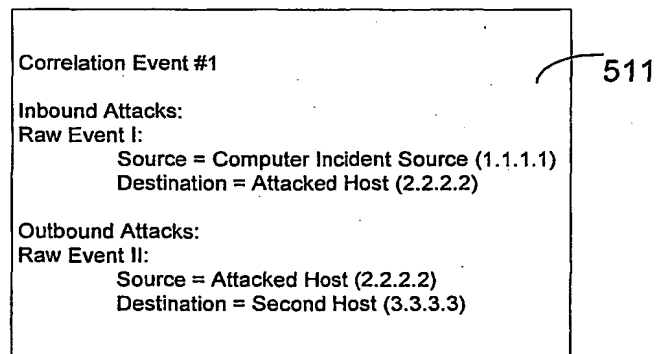 Correlation Event #1
511
Inbound Attacks:
Raw Event I:
Source = Computer Incident Source (1.1.1.1)
Destination = Attacked Host (2.2.2.2)
Outbound Attacks:
Raw Event II:
Source = Attacked Host (2.2.2.2)
Destination = Second Host (3.3.3.3)